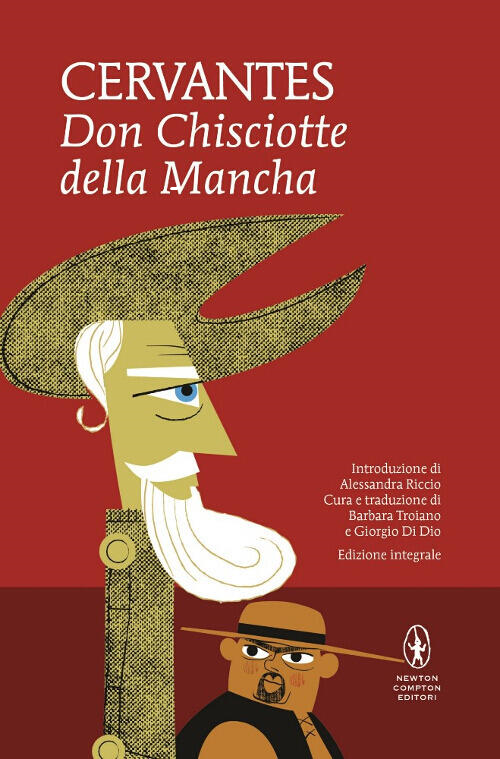 CERVANTES
Don Chisciotte
della Mancha
Introduzione di
Alessandra Riccio
Cura e traduzione di
Barbara Troiano
e Giorgio Di Dio
Edizione integrale
NEWTON
COMPTON
EDITORI